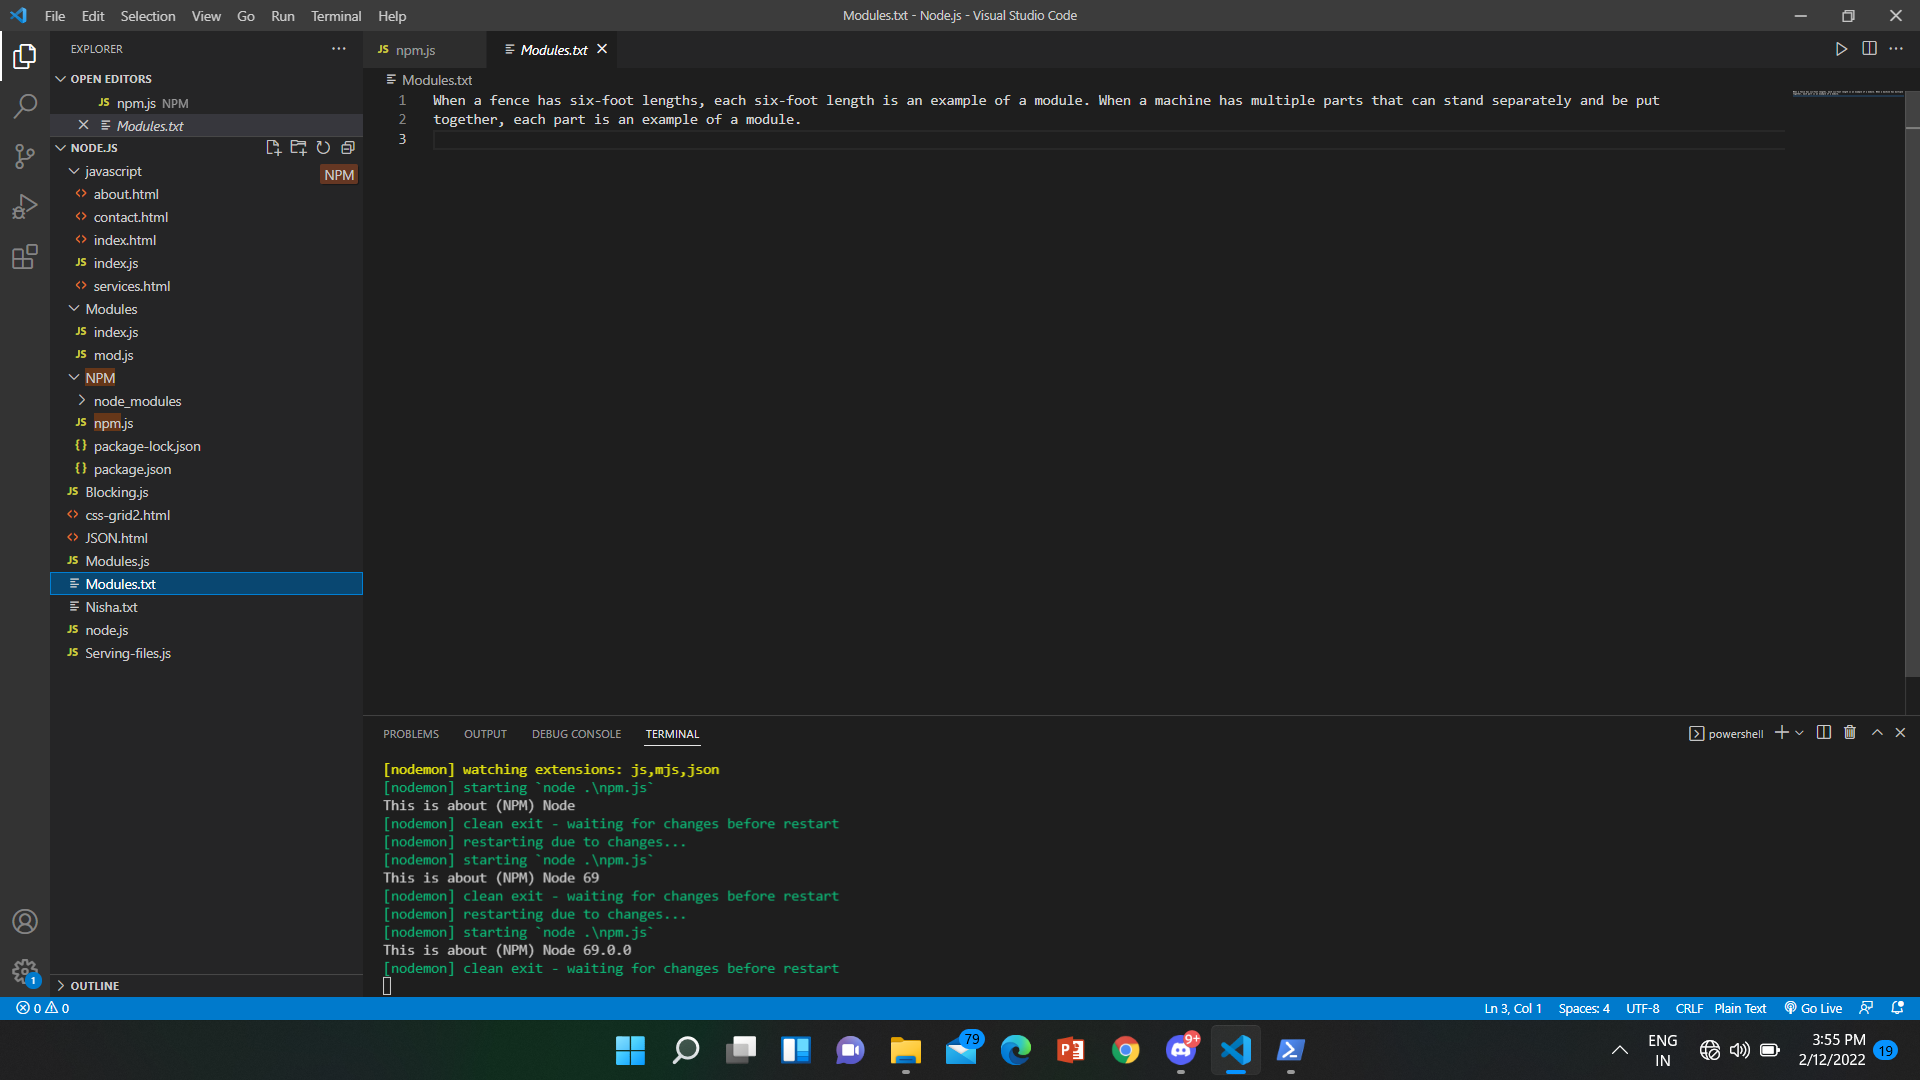 File Edit Selection View Go Run Terminal Help
Modules.txt - Node.js - Visual Studio Code
EXPLORER
OPEN EDITORS
JS npm.js NPM
Modules.txt
NODE.JS
javascript
NPM
about.html
contact.html
index.html
JS index.js
services.html
Modules
JS index.js
JS mod.js
NPM
node_modules
JS npm.js
{} package-lock.json
{} package.json
JS Blocking.js
css-grid2.html
JSON.html
JS Modules.js
Modules.txt
Nisha.txt
JS node.js
JS Serving-files.js
OUTLINE
JS npm.js
Modules.txt
Modules.txt
1 When a fence has six-foot lengths, each six-foot length is an example of a module. When a machine has multiple parts that can stand separately and be put
2 together, each part is an example of a module.
3
PROBLEMS OUTPUT DEBUG CONSOLE TERMINAL
powershell
[nodemon] watching extensions: js,mjs,json
[nodemon] starting `node .\npm.js`
This is about (NPM) Node
[nodemon] clean exit - waiting for changes before restart
[nodemon] restarting due to changes...
[nodemon] starting `node .\npm.js`
This is about (NPM) Node 69
[nodemon] clean exit - waiting for changes before restart
[nodemon] restarting due to changes...
[nodemon] starting `node .\npm.js`
This is about (NPM) Node 69.0.0
[nodemon] clean exit - waiting for changes before restart
1
0 0
Ln 3, Col 1 Spaces: 4 UTF-8 CRLF Plain Text Go Live
79
P
9+
ENG
IN
3:55 PM
2/12/2022
19